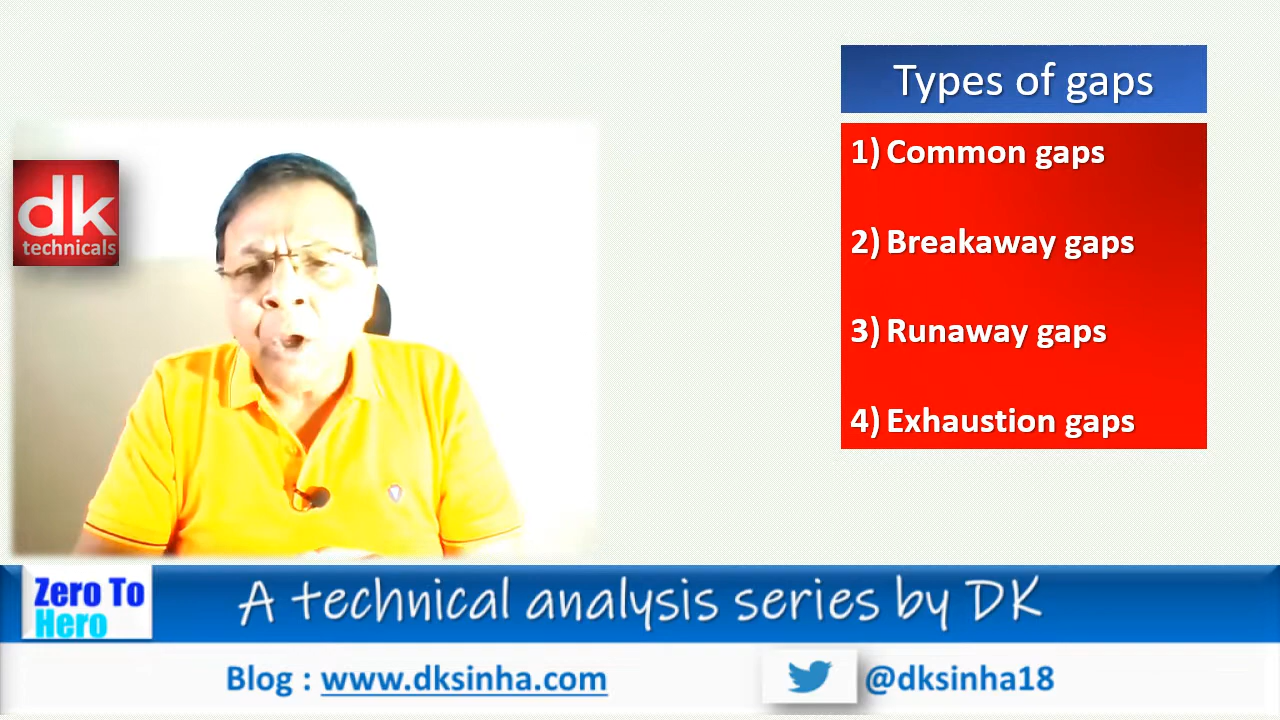 Types of gaps
1) Common gaps
2) Breakaway gaps
3) Runaway gaps
4) Exhaustion gaps
dk
technicals
Zero To
Hero
A technical analysis series by DK
Blog : www.dksinha.com
@dksinha18